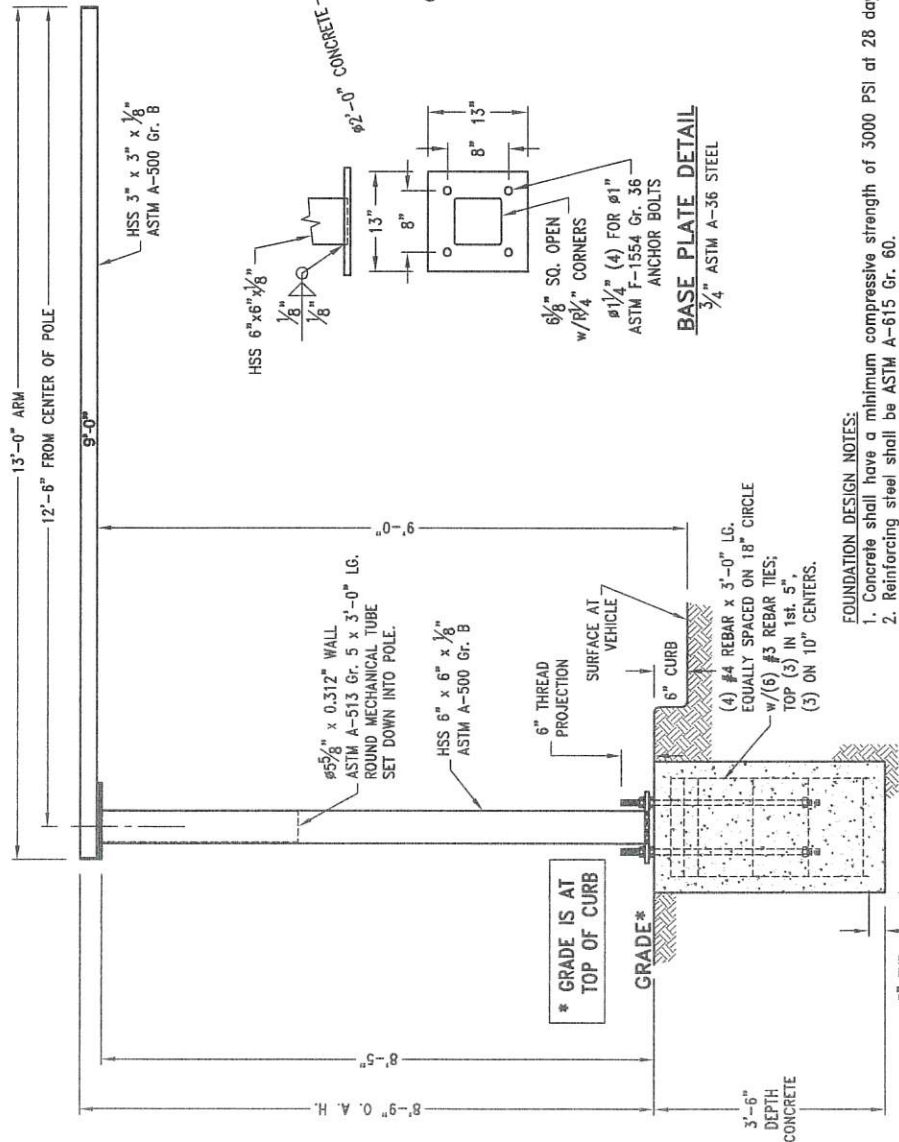 13'-0" ARM
12'-6" FROM CENTER OF POLE
9'-0"
HSS 3" x 3" x 1/8"
ASTM A-500 Gr. B
ø2'-0" CONCRETE
HSS 6"x6"x1/8"
1/8
1/8
13"
8"
8"
13"
6 1/8" SQ. OPEN
w/R1/4" CORNERS
ø1 1/4" (4) FOR ø1"
ASTM F-1554 Gr. 36
ANCHOR BOLTS
BASE PLATE DETAIL
3/4" ASTM A-36 STEEL
ø5 5/8" x 0.312" WALL
ASTM A-513 Gr. 5 x 3'-0" LG.
ROUND MECHANICAL TUBE
SET DOWN INTO POLE.
HSS 6" x 6" x 1/8"
ASTM A-500 Gr. B
9'-0"
6" THREAD
PROJECTION
SURFACE AT
VEHICLE
6" CURB
* GRADE IS AT
TOP OF CURB
GRADE*
8'-5"
8'-9" O. A. H.
3'-6"
DEPTH
CONCRETE
(4) #4 REBAR x 3'-0" LG.
EQUALLY SPACED ON 18" CIRCLE
w/(6) #3 REBAR TIES;
TOP (3) IN 1st. 5",
(3) ON 10" CENTERS.
FOUNDATION DESIGN NOTES:
1. Concrete shall have a minimum compressive strength of 3000 PSI at 28 day
2. Reinforcing steel shall be ASTM A-615 Gr. 60.